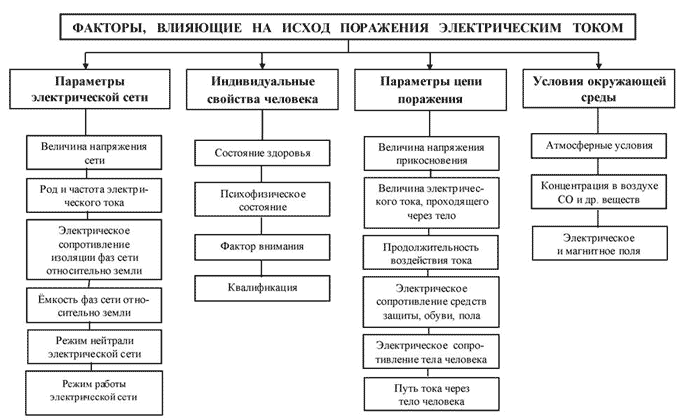 ФАКТОРЫ, ВЛИЯЮЩИЕ НА ИСХОД ПОРАЖЕНИЯ ЭЛЕКТРИЧЕСКИМ ТОКОМ
Параметры
электрической сети
Величина напряжения
сети
Род и частота электри-
ческого тока
Электрическое
сопротивление
изоляции фаз сети
относительно земли
Ёмкость фаз сети отно-
сительно земли
Режим нейтрали
электрической сети
Режим работы
электрической сети
Индивидуальные
свойства человека
Состояние здоровья
Психофизическое
состояние
Фактор внимания
Квалификация
Параметры цепи
поражения
Величина напряжения
прикосновения
Величина электричес-
кого тока, проходящего
через тело
Продолжительность
воздействия тока
Электрическое
сопротивление средств
защиты, обуви, пола
Электрическое сопро-
тивление тела человека
Путь тока через
тело человека
Условия окружающей
среды
Атмосферные условия
Концентрация в воздухе
СО и др. веществ
Электрическое
и магнитное поля